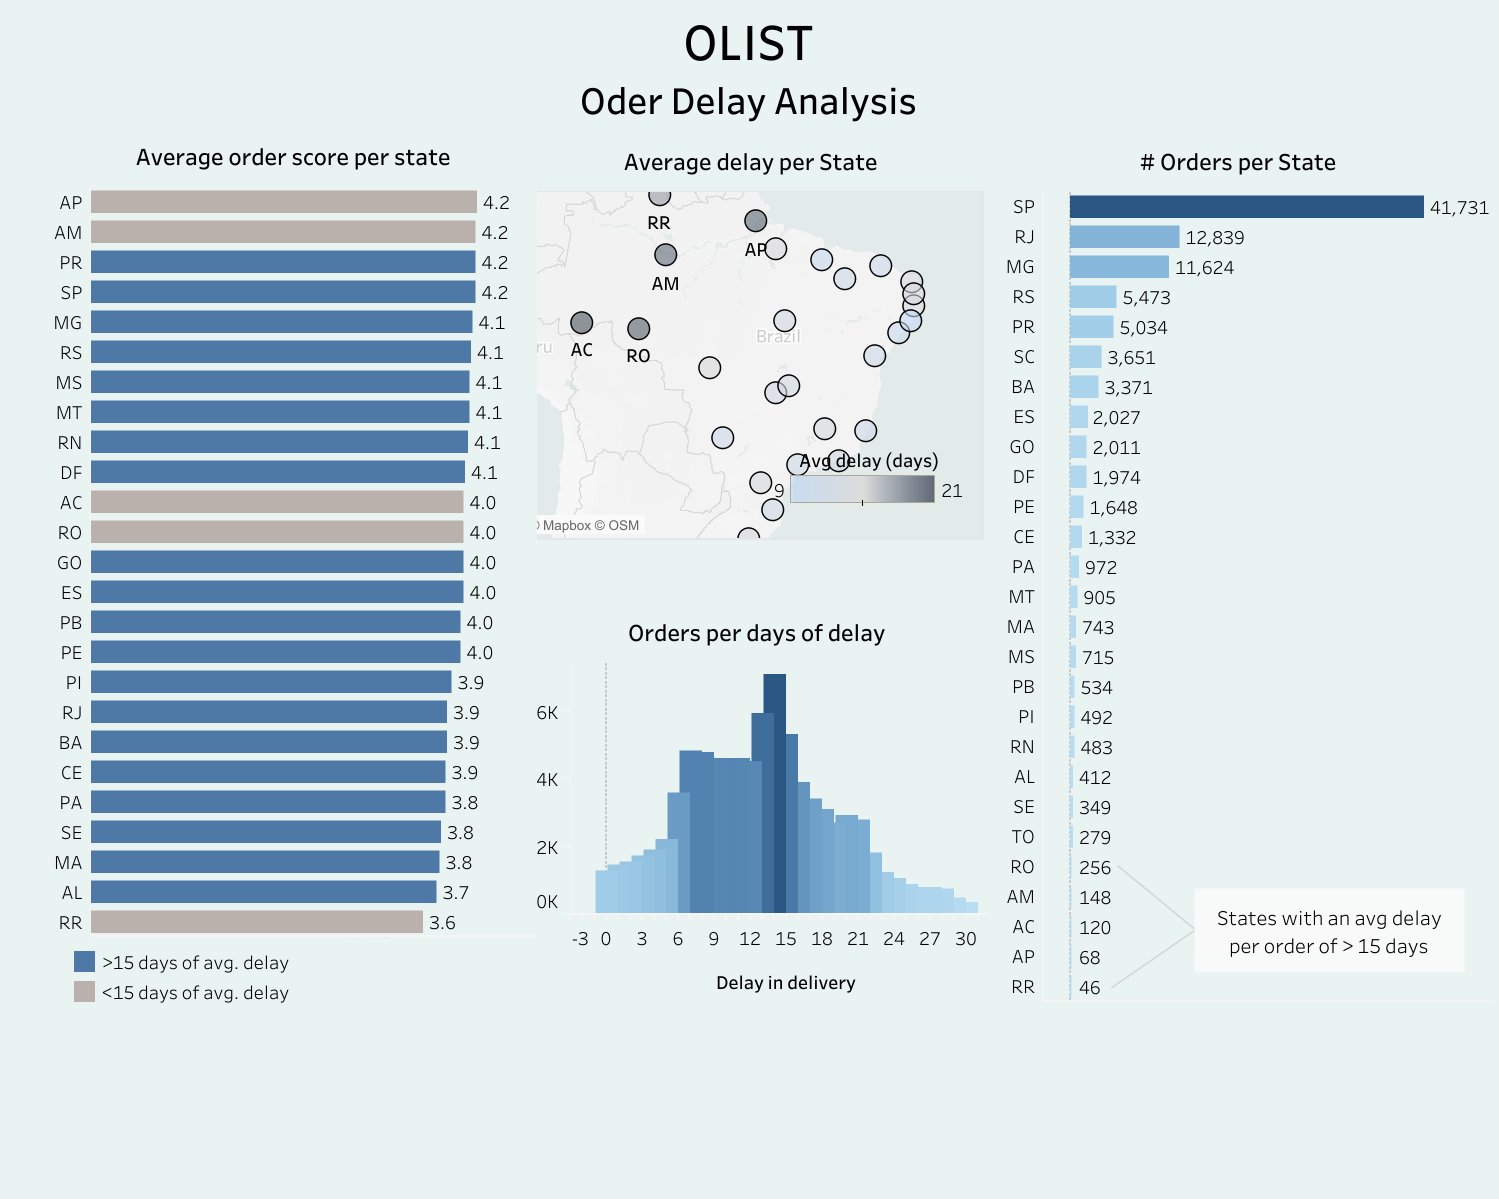 OLIST
Oder Delay Analysis
Average order score per state
AP 4.2
AM 4.2
PR 4.2
SP 4.2
MG 4.1
RS 4.1
MS 4.1
MT 4.1
RN 4.1
DF 4.1
AC 4.0
RO 4.0
GO 4.0
ES 4.0
PB 4.0
PE 4.0
PI 3.9
RJ 3.9
BA 3.9
CE 3.9
PA 3.8
SE 3.8
MA 3.8
AL 3.7
RR 3.6
>15 days of avg. delay
<15 days of avg. delay
Average delay per State
RR
AP
AM
AC
RO
Brazil
ru
Avg delay (days)
9 21
© Mapbox © OSM
Orders per days of delay
6K
4K
2K
0K
-3 0 3 6 9 12 15 18 21 24 27 30
Delay in delivery
# Orders per State
SP 41,731
RJ 12,839
MG 11,624
RS 5,473
PR 5,034
SC 3,651
BA 3,371
ES 2,027
GO 2,011
DF 1,974
PE 1,648
CE 1,332
PA 972
MT 905
MA 743
MS 715
PB 534
PI 492
RN 483
AL 412
SE 349
TO 279
RO 256
AM 148
AC 120
AP 68
RR 46
States with an avg delay
per order of > 15 days